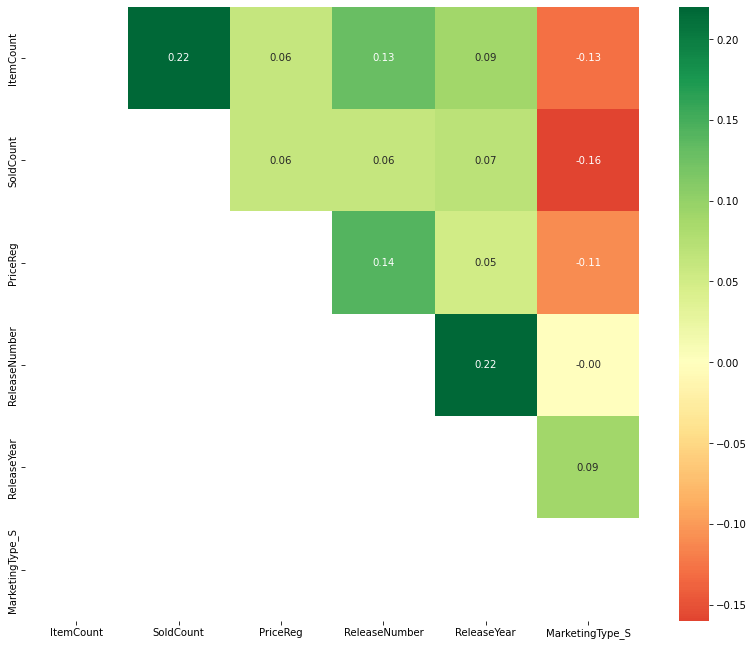 ItemCount 0.22 0.06 0.13 0.09 -0.13
SoldCount 0.06 0.06 0.07 -0.16
PriceReg 0.14 0.05 -0.11
ReleaseNumber 0.22 -0.00
ReleaseYear 0.09
MarketingType_S
ItemCount SoldCount PriceReg ReleaseNumber ReleaseYear MarketingType_S
0.20
0.15
0.10
0.05
0.00
-0.05
-0.10
-0.15